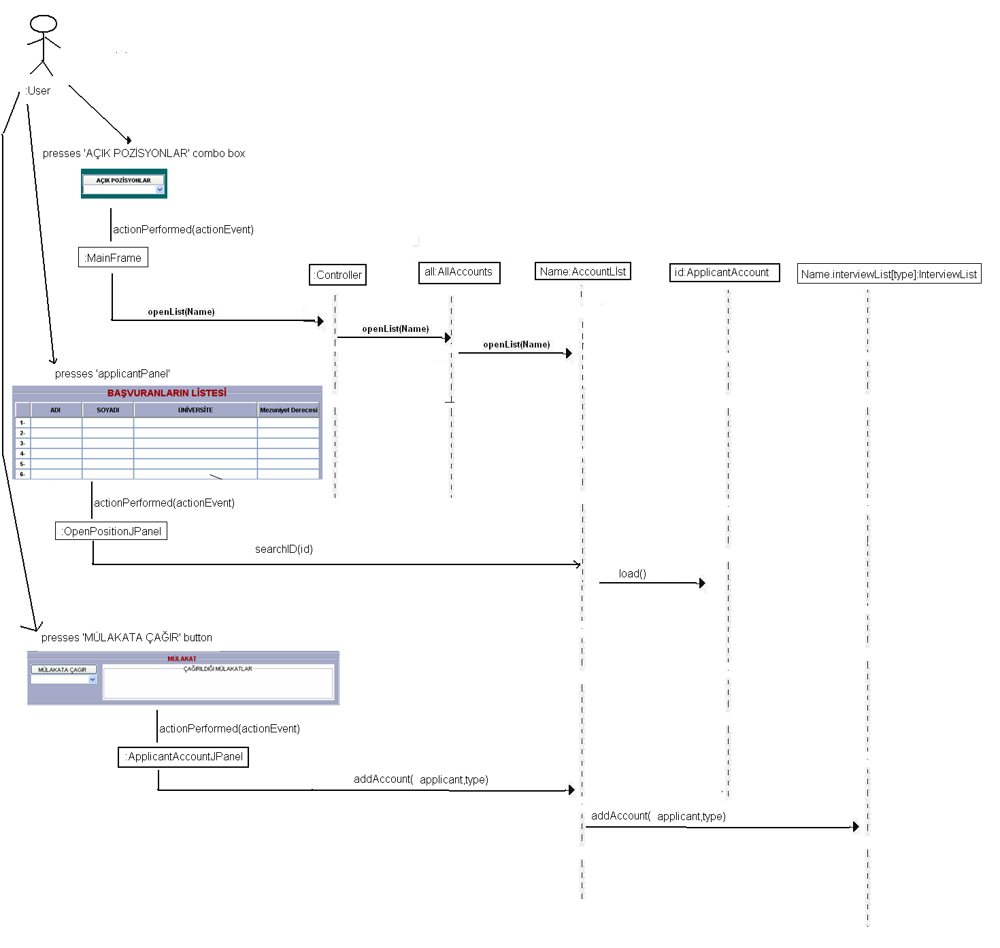 :User
presses 'AÇIK POZİSYONLAR' combo box
AÇIK POZİSYONLAR
actionPerformed(actionEvent)
:MainFrame
:Controller
all:AllAccounts
Name:AccountLİst
id:ApplicantAccount
Name.interviewList[type]:InterviewList
openList(Name)
openList(Name)
openList(Name)
presses 'applicantPanel'
BAŞVURANLARIN LİSTESİ
ADI SOYADI ÜNİVERSİTE Mezuniyet Derecesi
1-
2-
3-
4-
5-
6-
actionPerformed(actionEvent)
:OpenPositionJPanel
searchID(id)
load()
presses 'MÜLAKATA ÇAĞIR' button
MÜLAKAT
MÜLAKATA ÇAGIR
ÇAĞIRILDIĞI MÜLAKATLAR
actionPerformed(actionEvent)
:ApplicantAccountJPanel
addAccount( applicant,type)
addAccount( applicant,type)